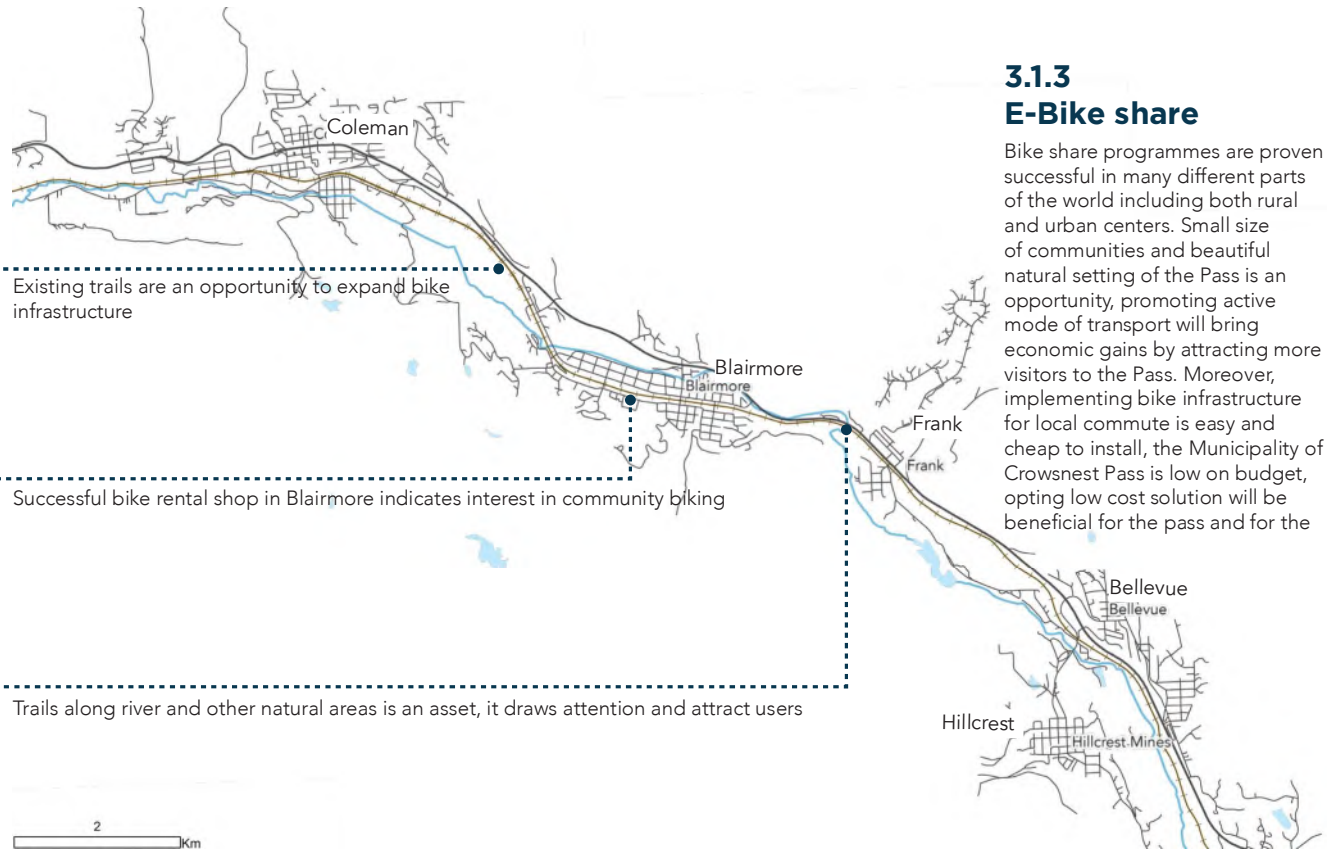 3.1.3
E-Bike share
Bike share programmes are proven
successful in many different parts
of the world including both rural
and urban centers. Small size
of communities and beautiful
natural setting of the Pass is an
opportunity, promoting active
mode of transport will bring
economic gains by attracting more
visitors to the Pass. Moreover,
implementing bike infrastructure
for local commute is easy and
cheap to install, the Municipality of
Crowsnest Pass is low on budget,
opting low cost solution will be
beneficial for the pass and for the
Coleman
Existing trails are an opportunity to expand bike
infrastructure
Blairmore
Blairmore
Frank
Frank
Successful bike rental shop in Blairmore indicates interest in community biking
Bellevue
Bellevue
Trails along river and other natural areas is an asset, it draws attention and attract users
Hillcrest
Hillcrest Mines
2
Km